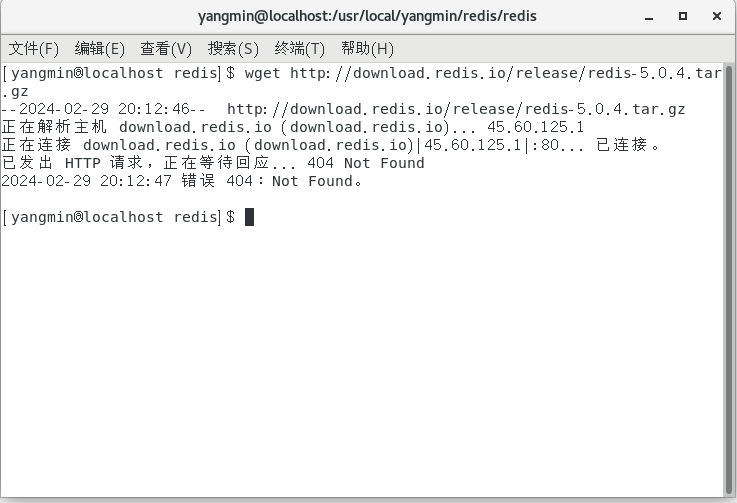 yangmin@localhost:/usr/local/yangmin/redis/redis
文件(F) 编辑(E) 查看(V) 搜索(S) 终端(T) 帮助(H)
[yangmin@localhost redis]$ wget http://download.redis.io/release/redis-5.0.4.tar
.gz
--2024-02-29 20:12:46--  http://download.redis.io/release/redis-5.0.4.tar.gz
正在解析主机 download.redis.io (download.redis.io)... 45.60.125.1
正在连接 download.redis.io (download.redis.io)|45.60.125.1|:80... 已连接。
已发出 HTTP 请求，正在等待回应... 404 Not Found
2024-02-29 20:12:47 错误 404：Not Found。
[yangmin@localhost redis]$